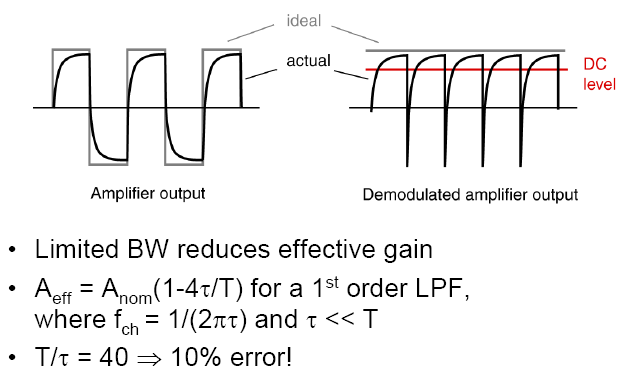 ideal
actual
DC
level
Amplifier output
Demodulated amplifier output
• Limited BW reduces effective gain
• Aeff = Anom(1-4τ/T) for a 1st order LPF,
where fch = 1/(2πτ) and τ << T
• T/τ = 40 ⇒ 10% error!